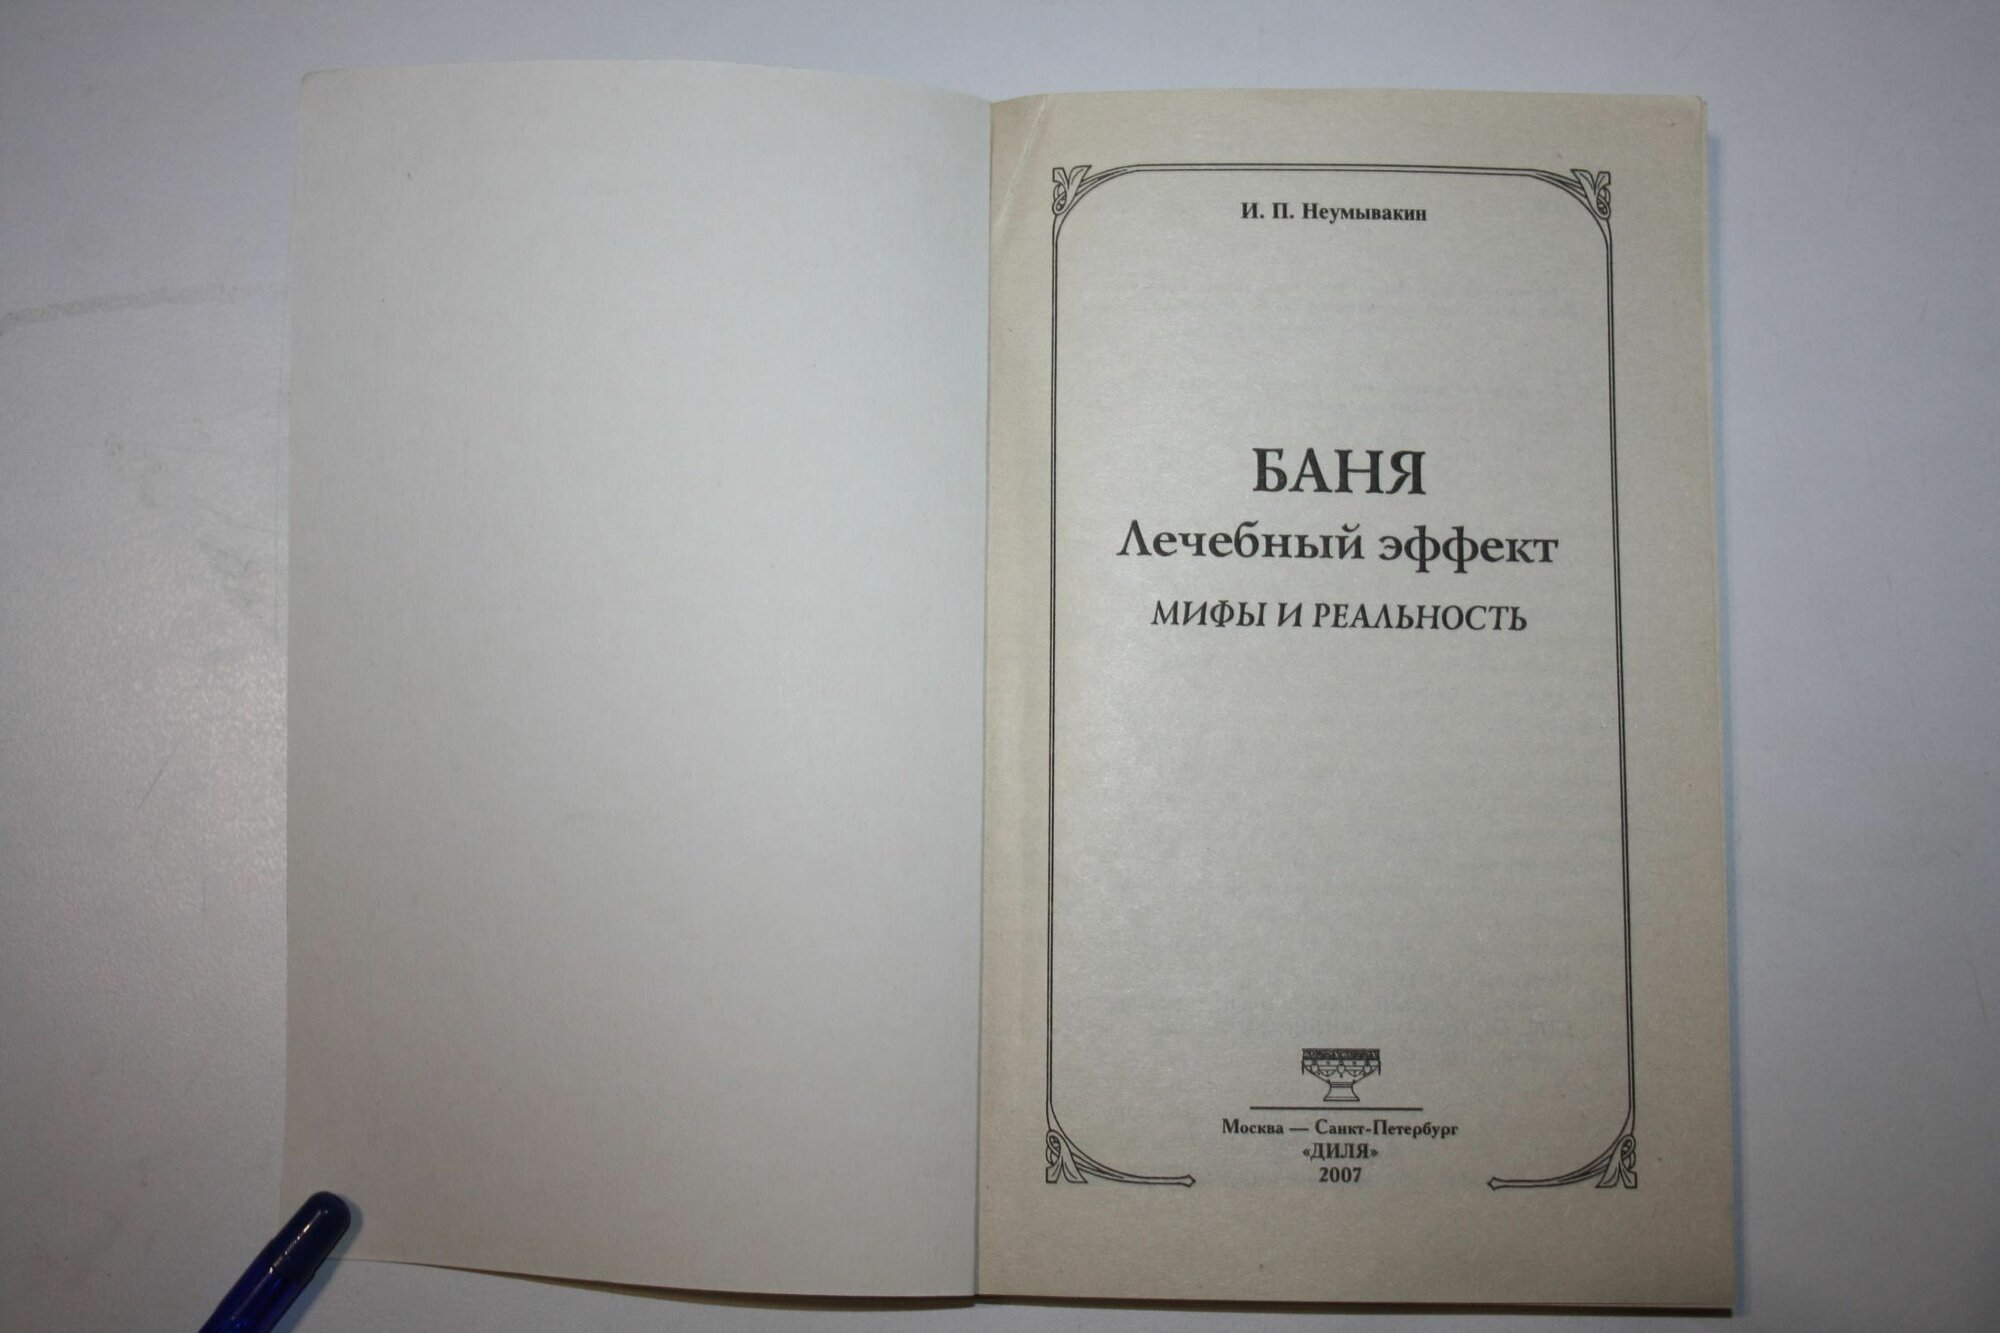 И. П. Неумывакин
БАНЯ
Лечебный эффект
МИФЫ И РЕАЛЬНОСТЬ
Москва — Санкт-Петербург
«ДИЛЯ»
2007